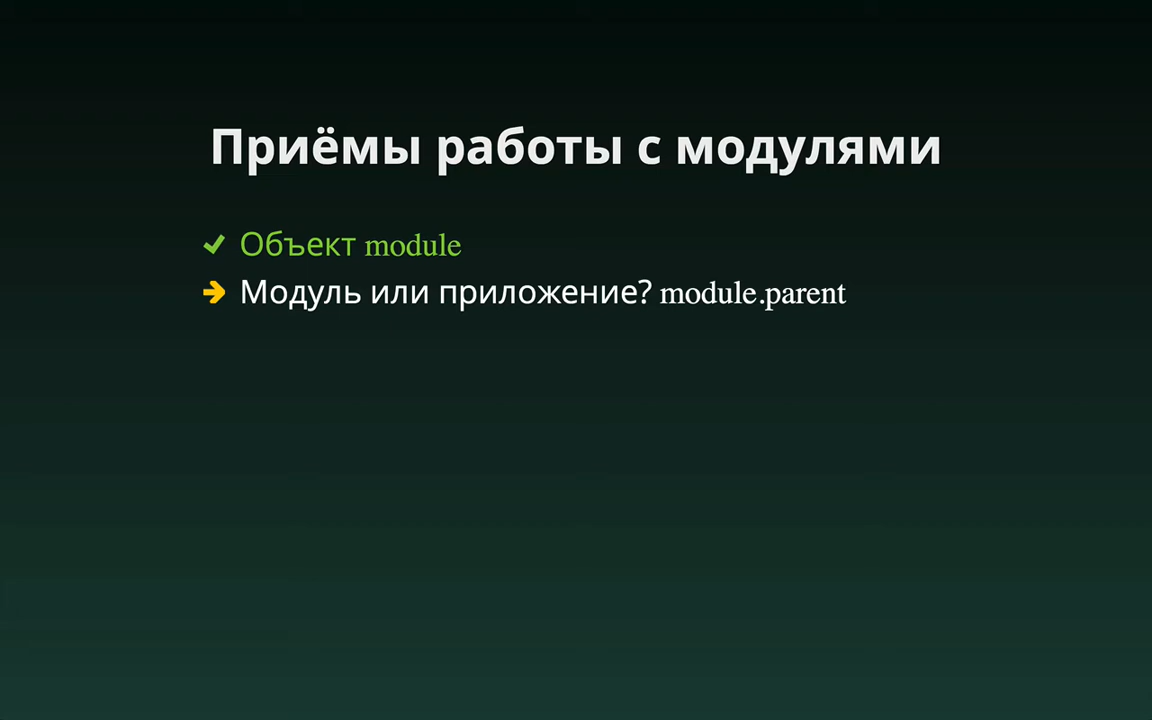 Приёмы работы с модулями
Объект module
Модуль или приложение? module.parent